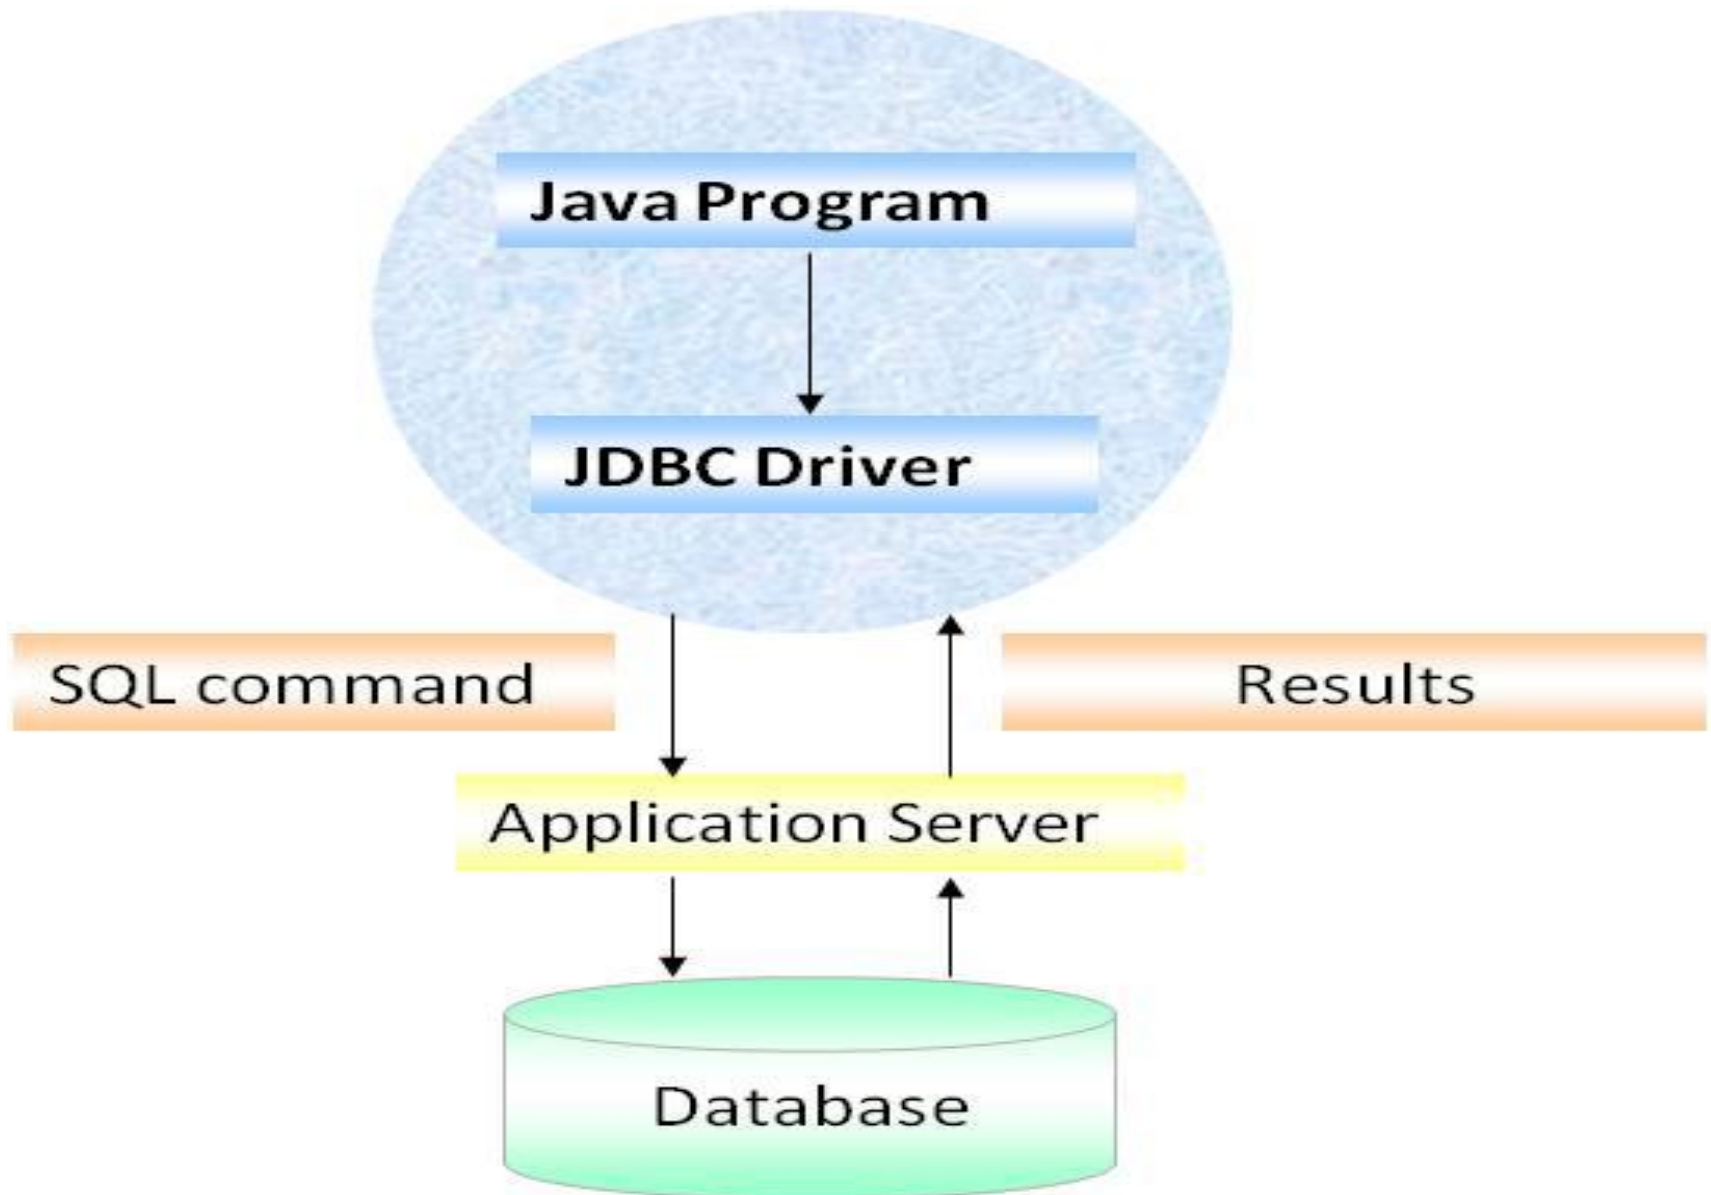 Java Program
JDBC Driver
SQL command
Results
Application Server
Database